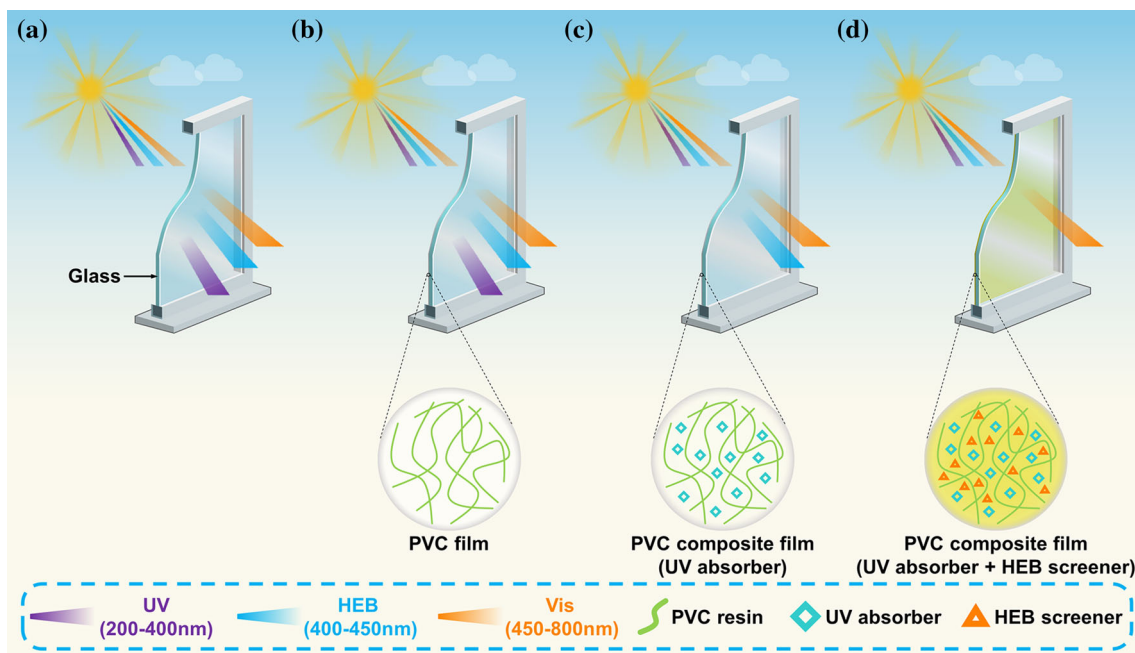 (a)
(b)
(c)
(d)
Glass
PVC film
PVC composite film
(UV absorber)
PVC composite film
(UV absorber + HEB screener)
UV
(200-400nm)
HEB
(400-450nm)
Vis
(450-800nm)
PVC resin
UV absorber
HEB screener